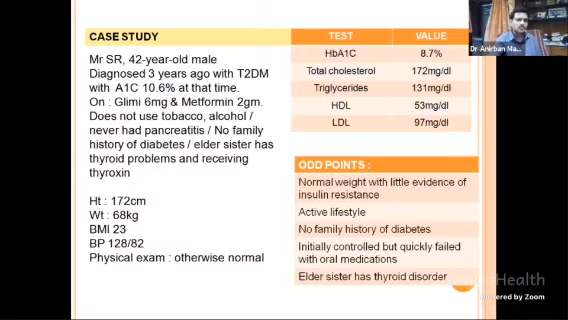 CASE STUDY
Mr SR, 42-year-old male
Diagnosed 3 years ago with T2DM
with A1C 10.6% at that time.
On : Glimi 6mg & Metformin 2gm.
Does not use tobacco, alcohol /
never had pancreatitis / No family
history of diabetes / elder sister has
thyroid problems and receiving
thyroxin
Ht : 172cm
Wt : 68kg
BMI 23
BP 128/82
Physical exam : otherwise normal
TEST VALUE
HbA1C 8.7%
Total cholesterol 172mg/dl
Triglycerides 131mg/dl
HDL 53mg/dl
LDL 97mg/dl
ODD POINTS :
Normal weight with little evidence of
insulin resistance
Active lifestyle
No family history of diabetes
Initially controlled but quickly failed
with oral medications
Elder sister has thyroid disorder
Dr Anirban Ma...
Health
Powered by Zoom